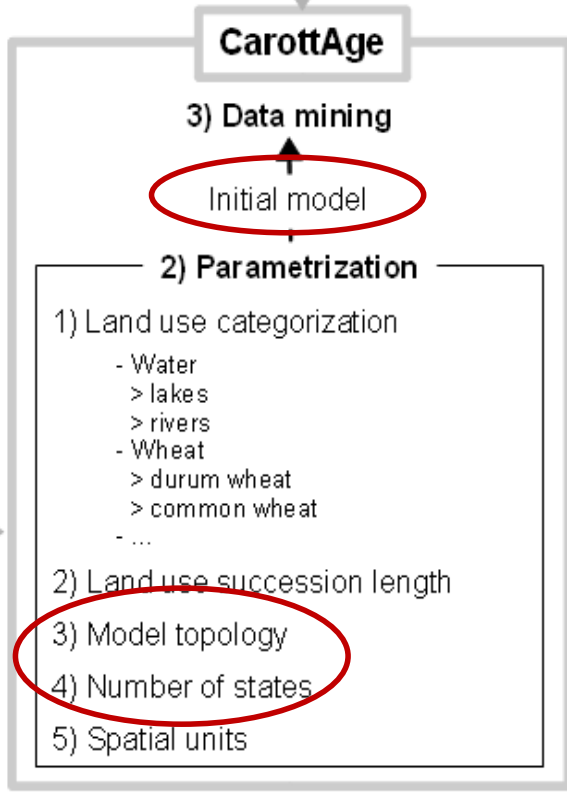 CarottAge
3) Data mining
Initial model
2) Parametrization
1) Land use categorization
- Water
> lakes
> rivers
- Wheat
> durum wheat
> common wheat
- ...
2) Land use succession length
3) Model topology
4) Number of states
5) Spatial units